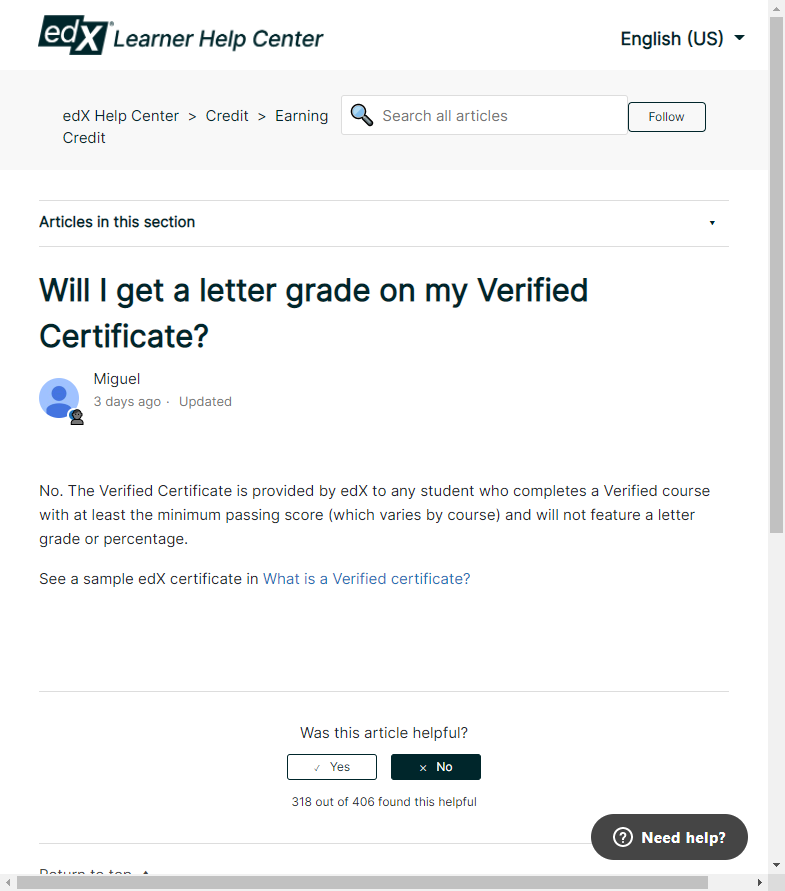 edX Learner Help Center
English (US)
edX Help Center > Credit > Earning Credit
Search all articles
Follow
Articles in this section
Will I get a letter grade on my Verified
Certificate?
Miguel
3 days ago · Updated
No. The Verified Certificate is provided by edX to any student who completes a Verified course
with at least the minimum passing score (which varies by course) and will not feature a letter
grade or percentage.
See a sample edX certificate in What is a Verified certificate?
Was this article helpful?
✓ Yes
× No
318 out of 406 found this helpful
Need help?
Return to top